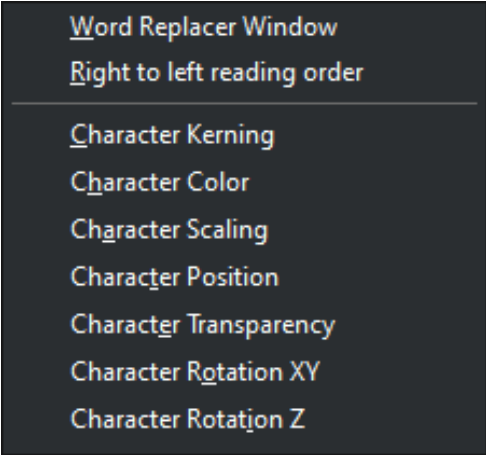 Word Replacer Window
Right to left reading order
Character Kerning
Character Color
Character Scaling
Character Position
Character Transparency
Character Rotation XY
Character Rotation Z